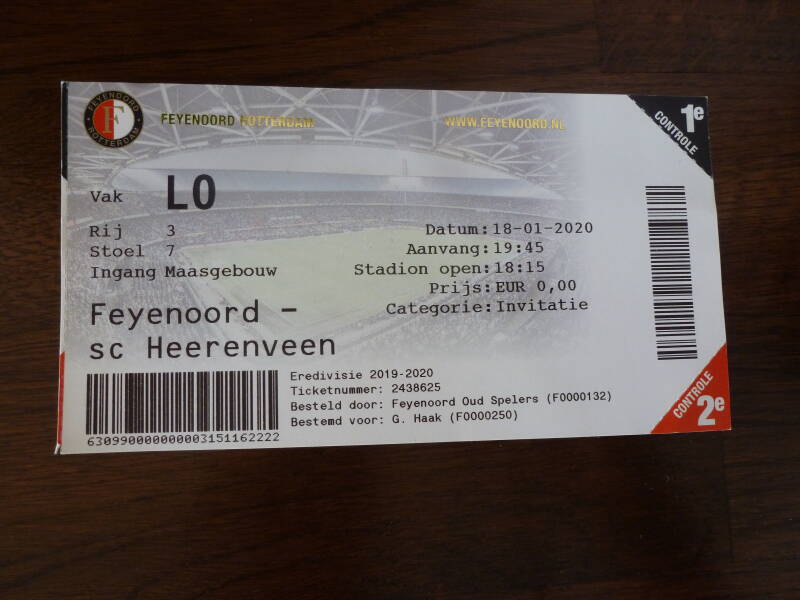 FEYENOORD
ROTTERDAM
F
FEYENOORD ROTTERDAM
WWW.FEYENOORD.NL
1e
CONTROLE
Vak LO
Rij 3
Stoel 7
Ingang Maasgebouw
Datum: 18-01-2020
Aanvang: 19:45
Stadion open: 18:15
Prijs: EUR 0,00
Categorie: Invitatie
Feyenoord -
sc Heerenveen
Eredivisie 2019-2020
Ticketnummer: 2438625
Besteld door: Feyenoord Oud Spelers (F0000132)
Bestemd voor: G. Haak (F0000250)
6309900000000003151162222
CONTROLE
2e